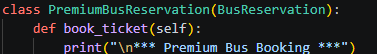 class PremiumBusReservation(BusReservation):
    def book_ticket(self):
        print("\n*** Premium Bus Booking ***")